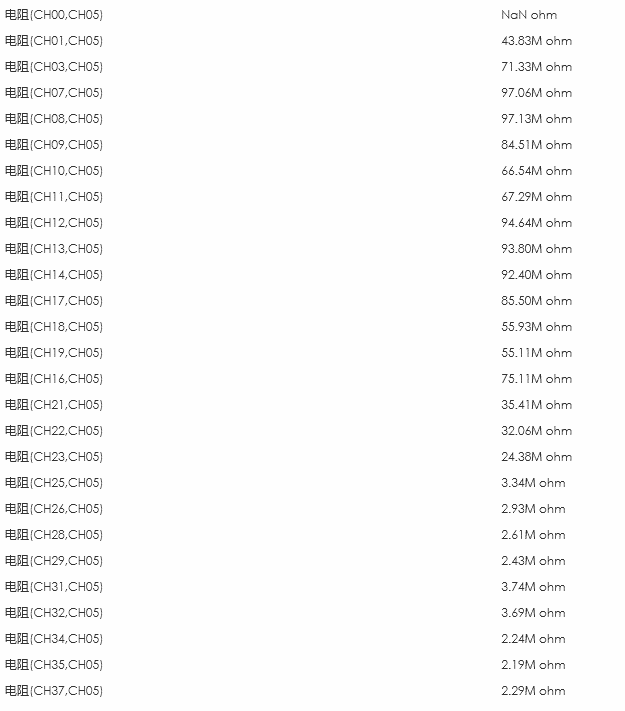 电阻(CH00,CH05) NaN ohm
电阻(CH01,CH05) 43.83M ohm
电阻(CH03,CH05) 71.33M ohm
电阻(CH07,CH05) 97.06M ohm
电阻(CH08,CH05) 97.13M ohm
电阻(CH09,CH05) 84.51M ohm
电阻(CH10,CH05) 66.54M ohm
电阻(CH11,CH05) 67.29M ohm
电阻(CH12,CH05) 94.64M ohm
电阻(CH13,CH05) 93.80M ohm
电阻(CH14,CH05) 92.40M ohm
电阻(CH17,CH05) 85.50M ohm
电阻(CH18,CH05) 55.93M ohm
电阻(CH19,CH05) 55.11M ohm
电阻(CH16,CH05) 75.11M ohm
电阻(CH21,CH05) 35.41M ohm
电阻(CH22,CH05) 32.06M ohm
电阻(CH23,CH05) 24.38M ohm
电阻(CH25,CH05) 3.34M ohm
电阻(CH26,CH05) 2.93M ohm
电阻(CH28,CH05) 2.61M ohm
电阻(CH29,CH05) 2.43M ohm
电阻(CH31,CH05) 3.74M ohm
电阻(CH32,CH05) 3.69M ohm
电阻(CH34,CH05) 2.24M ohm
电阻(CH35,CH05) 2.19M ohm
电阻(CH37,CH05) 2.29M ohm